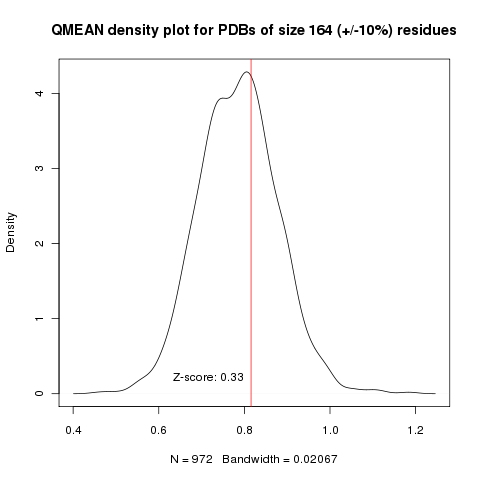 QMEAN density plot for PDBs of size 164 (+/-10%) residues
Density
4
3
2
1
0
Z-score: 0.33
0.4 0.6 0.8 1.0 1.2
N = 972 Bandwidth = 0.02067